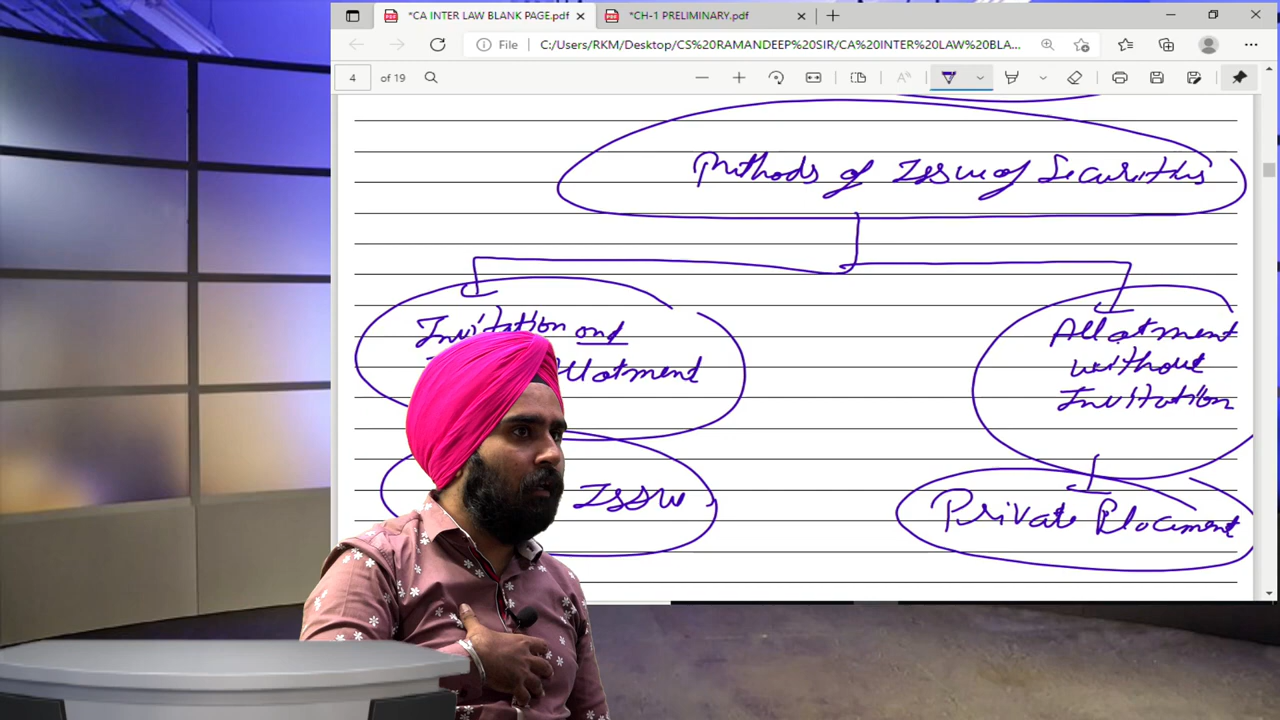 *CA INTER LAW BLANK PAGE.pdf
*CH-1 PRELIMINARY.pdf
File
C:/Users/RKM/Desktop/CS%20RAMANDEEP%20SIR/CA%20INTER%20LAW%20BLA...
4 of 19
Methods of Issue of Securities
Invitation and
Allotment
Allotment
without
Invitation
Issue
Private Placement